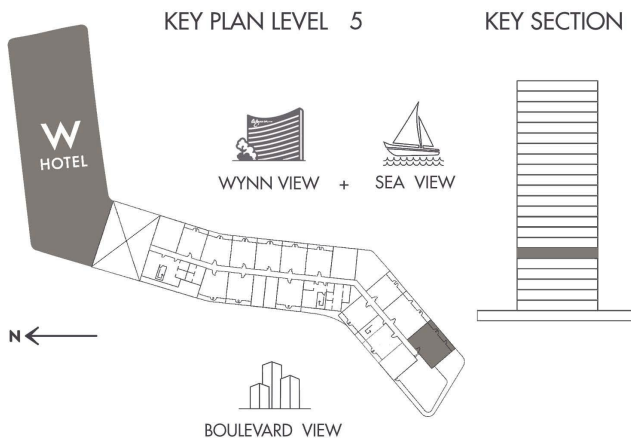 KEY PLAN LEVEL 5
KEY SECTION
W
HOTEL
WYNN VIEW + SEA VIEW
N
BOULEVARD VIEW